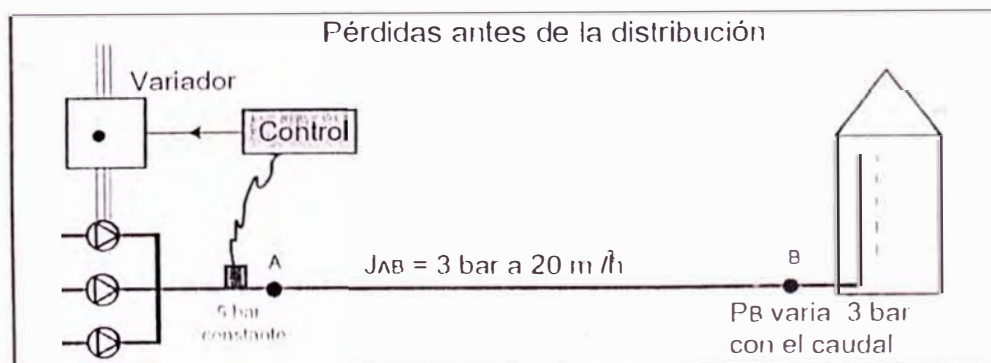 Pérdidas antes de la distribución
Variador
Control
A
JAB = 3 bar a 20 m³/h
B
5 bar
constante
PB varia 3 bar
con el caudal